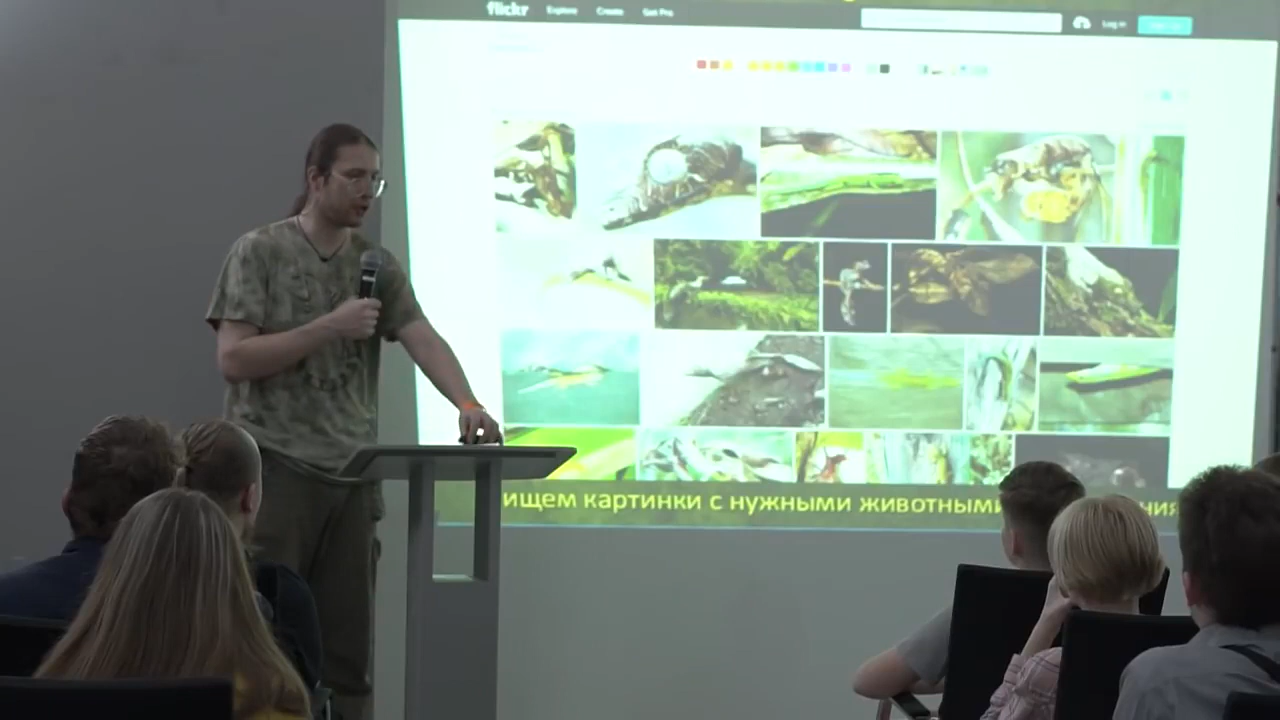 flickr Explore Create Get Pro Log in
ищем картинки с нужными животными